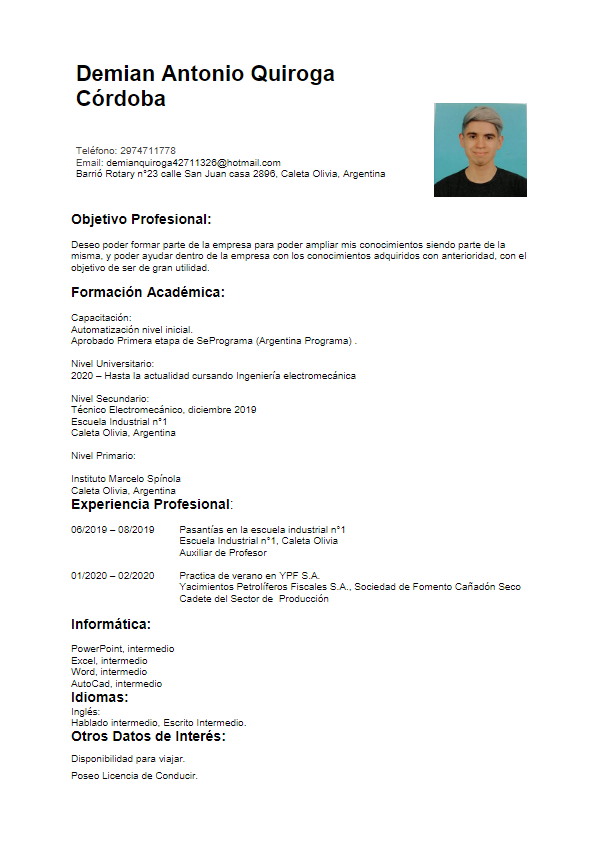 Demian Antonio Quiroga
Córdoba
Teléfono: 2974711778
Email: demianquiroga42711326@hotmail.com
Barrió Rotary n°23 calle San Juan casa 2896, Caleta Olivia, Argentina
Objetivo Profesional:
Deseo poder formar parte de la empresa para poder ampliar mis conocimientos siendo parte de la
misma, y poder ayudar dentro de la empresa con los conocimientos adquiridos con anterioridad, con el
objetivo de ser de gran utilidad.
Formación Académica:
Capacitación:
Automatización nivel inicial.
Aprobado Primera etapa de SePrograma (Argentina Programa) .
Nivel Universitario:
2020 – Hasta la actualidad cursando Ingeniería electromecánica
Nivel Secundario:
Técnico Electromecánico, diciembre 2019
Escuela Industrial n°1
Caleta Olivia, Argentina
Nivel Primario:
Instituto Marcelo Spínola
Caleta Olivia, Argentina
Experiencia Profesional:
06/2019 – 08/2019 Pasantías en la escuela industrial n°1
Escuela Industrial n°1, Caleta Olivia
Auxiliar de Profesor
01/2020 – 02/2020 Practica de verano en YPF S.A,
Yacimientos Petrolíferos Fiscales S.A., Sociedad de Fomento Cañadón Seco
Cadete del Sector de Producción
Informática:
PowerPoint, intermedio
Excel, intermedio
Word, intermedio
AutoCad, intermedio
Idiomas:
Inglés:
Hablado intermedio, Escrito Intermedio.
Otros Datos de Interés:
Disponibilidad para viajar.
Poseo Licencia de Conducir.